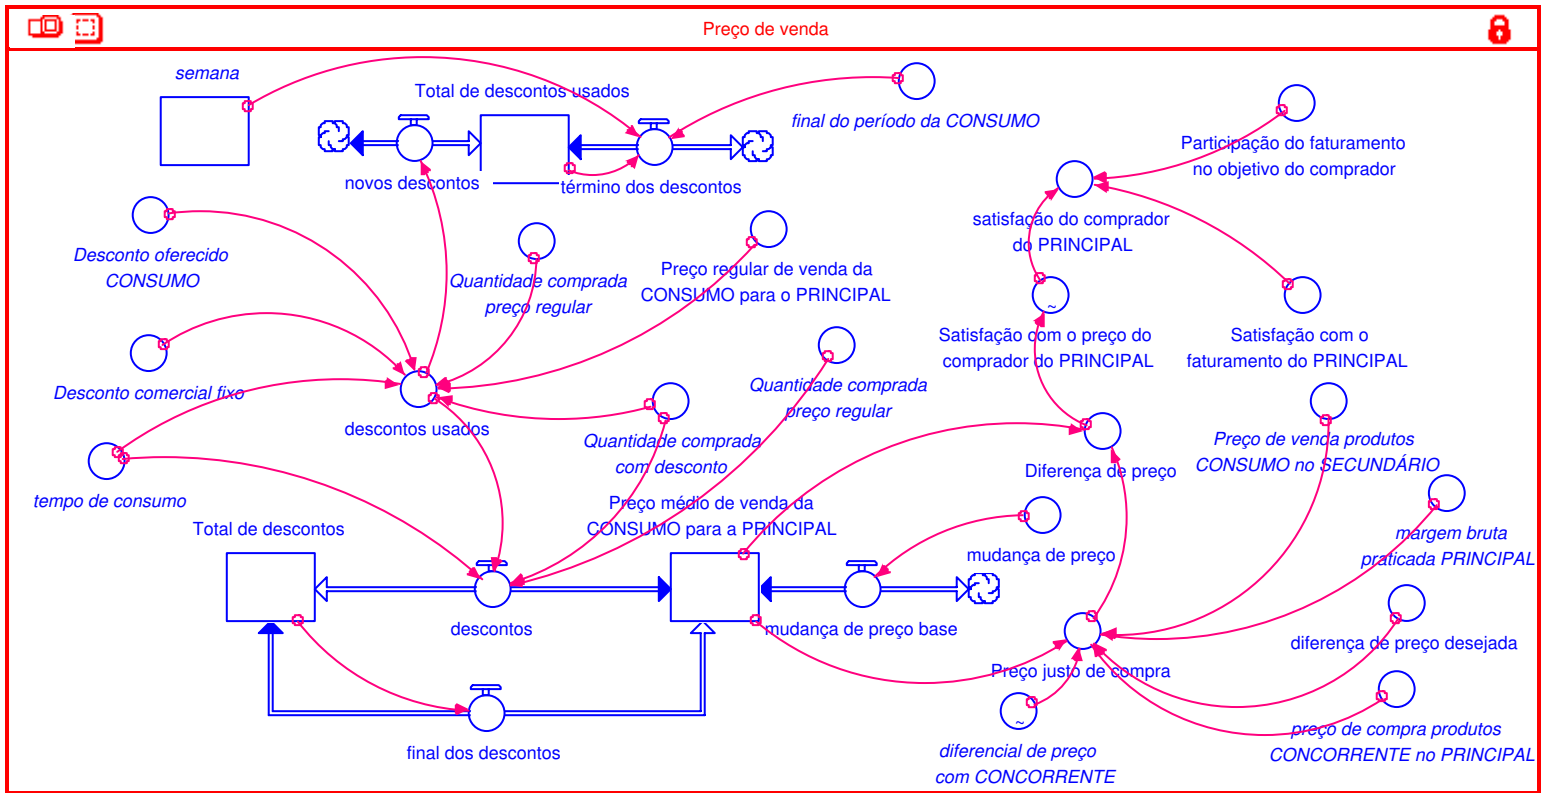 Preço de venda
semana
Total de descontos usados
final do período da CONSUMO
Participação do faturamento
no objetivo do comprador
novos descontos
término dos descontos
satisfação do comprador
do PRINCIPAL
Desconto oferecido
CONSUMO
Quantidade comprada
preço regular
Preço regular de venda da
CONSUMO para o PRINCIPAL
Satisfação com o preço do
comprador do PRINCIPAL
Satisfação com o
faturamento do PRINCIPAL
~
Desconto comercial fixo
Quantidade comprada
preço regular
descontos usados
Quantidade comprada
com desconto
Preço de venda produtos
CONSUMO no SECUNDÁRIO
Diferença de preço
tempo de consumo
Total de descontos
Preço médio de venda da
CONSUMO para a PRINCIPAL
mudança de preço
margem bruta
praticada PRINCIPAL
descontos
mudança de preço base
diferença de preço desejada
Preço justo de compra
~
final dos descontos
diferencial de preço
com CONCORRENTE
preço de compra produtos
CONCORRENTE no PRINCIPAL